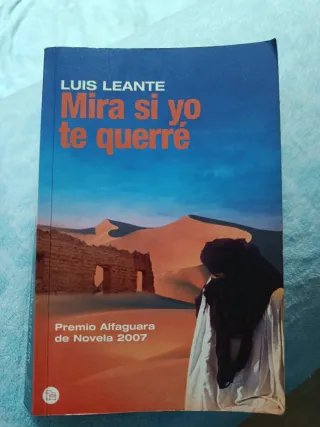 LUIS LEANTE
Mira si yo
te querré
Premio Alfaguara
de Novela 2007